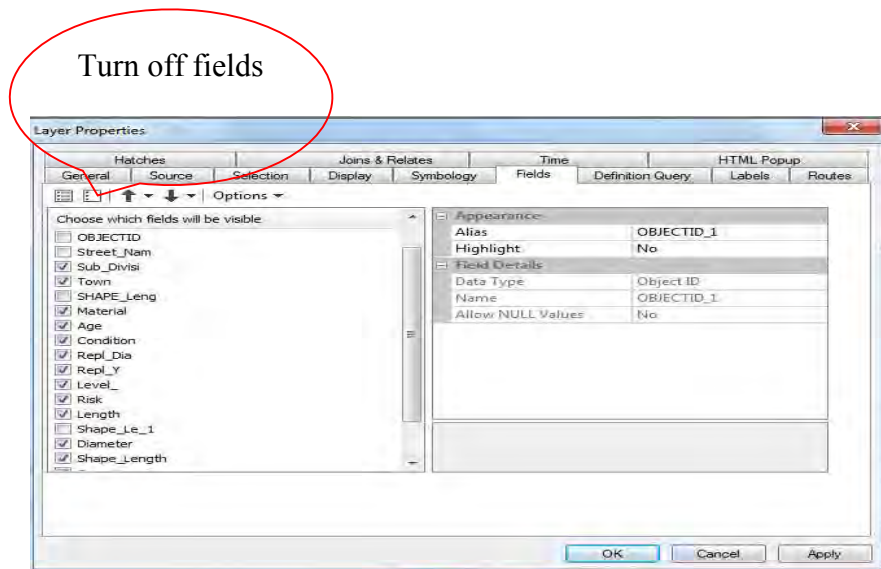 Turn off fields
Layer Properties
Hatches Joins & Relates Time HTML Popup
General Source Selection Display Symbology Fields Definition Query Labels Routes
Options
Choose which fields will be visible
OBJECTID
Street_Nam
Sub_Divisi
Town
SHAPE_Leng
Material
Age
Condition
Repl_Dia
Repl_Y
Level_
Risk
Length
Shape_Le_1
Diameter
Shape_Length
Appearance
Alias OBJECTID_1
Highlight No
Field Details
Data Type Object ID
Name OBJECTID_1
Allow NULL Values No
OK Cancel Apply